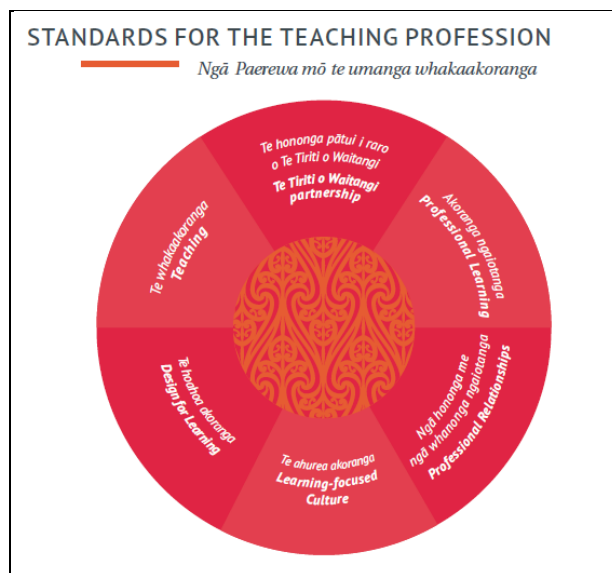 STANDARDS FOR THE TEACHING PROFESSION
Ngā Paerewa mō te umanga whakaakoranga
Te hononga pātui i raro
o Te Tiriti o Waitangi
Te Tiriti o Waitangi
partnership
Akoranga ngaiotanga
Professional Learning
Ngā hononga me
ngā whanonga ngaiotanga
Professional Relationships
Te ahurea akoranga
Learning-focused
Culture
Te hoahoa akoranga
Design for Learning
Te whakaakoranga
Teaching